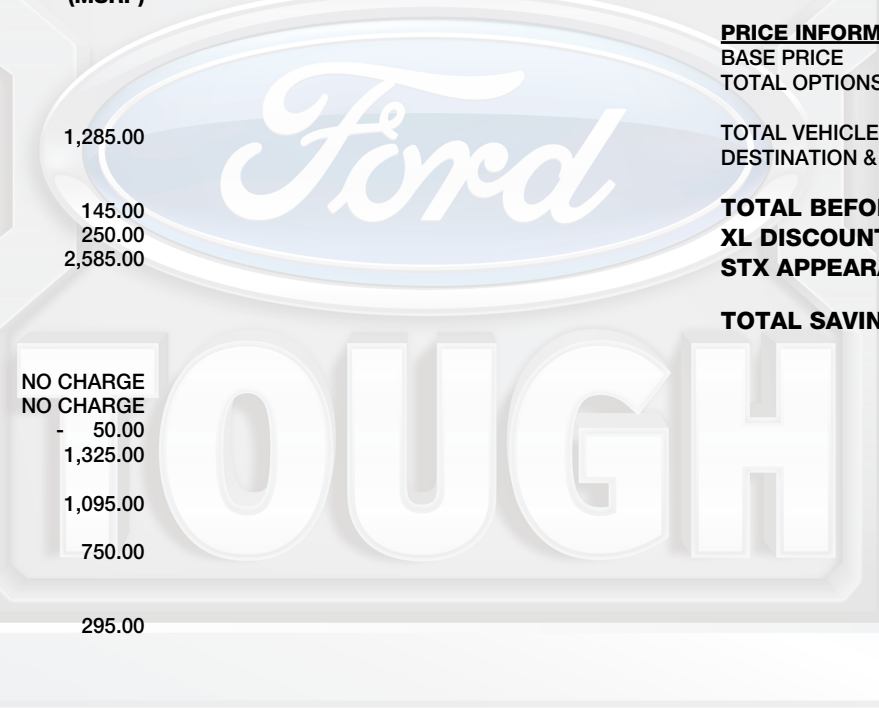 (MSRP)
1,285.00
145.00
250.00
2,585.00
NO CHARGE
NO CHARGE
- 50.00
1,325.00
1,095.00
750.00
295.00
PRICE INFORM
BASE PRICE
TOTAL OPTIONS
TOTAL VEHICLE
DESTINATION &
TOTAL BEFO
XL DISCOUNT
STX APPEAR
TOTAL SAVIN
Ford
TOUGH